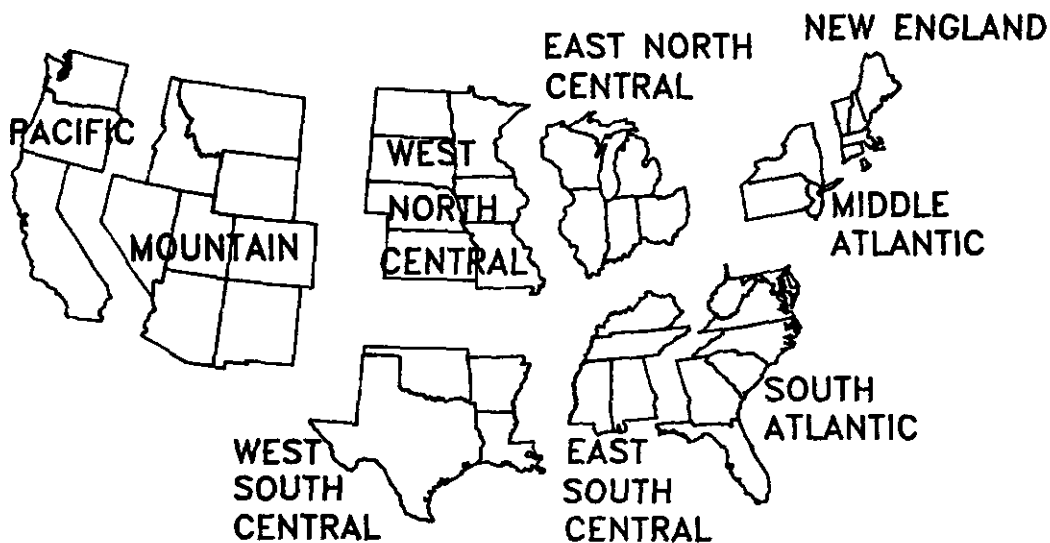 NEW ENGLAND
EAST NORTH
CENTRAL
PACIFIC
WEST
NORTH
CENTRAL
MOUNTAIN
MIDDLE
ATLANTIC
SOUTH
ATLANTIC
WEST
SOUTH
CENTRAL
EAST
SOUTH
CENTRAL